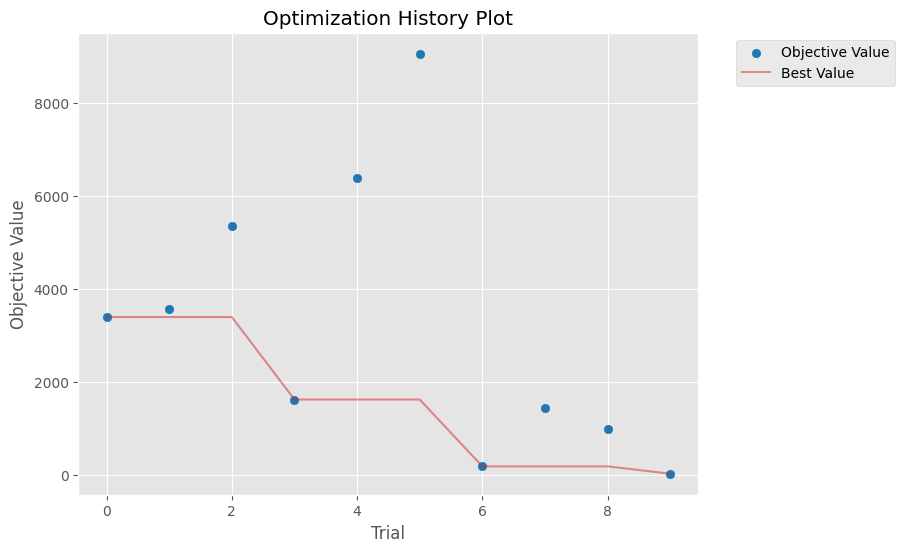 Optimization History Plot
Objective Value
Best Value
8000
6000
4000
2000
0
Objective Value
0 2 4 6 8
Trial